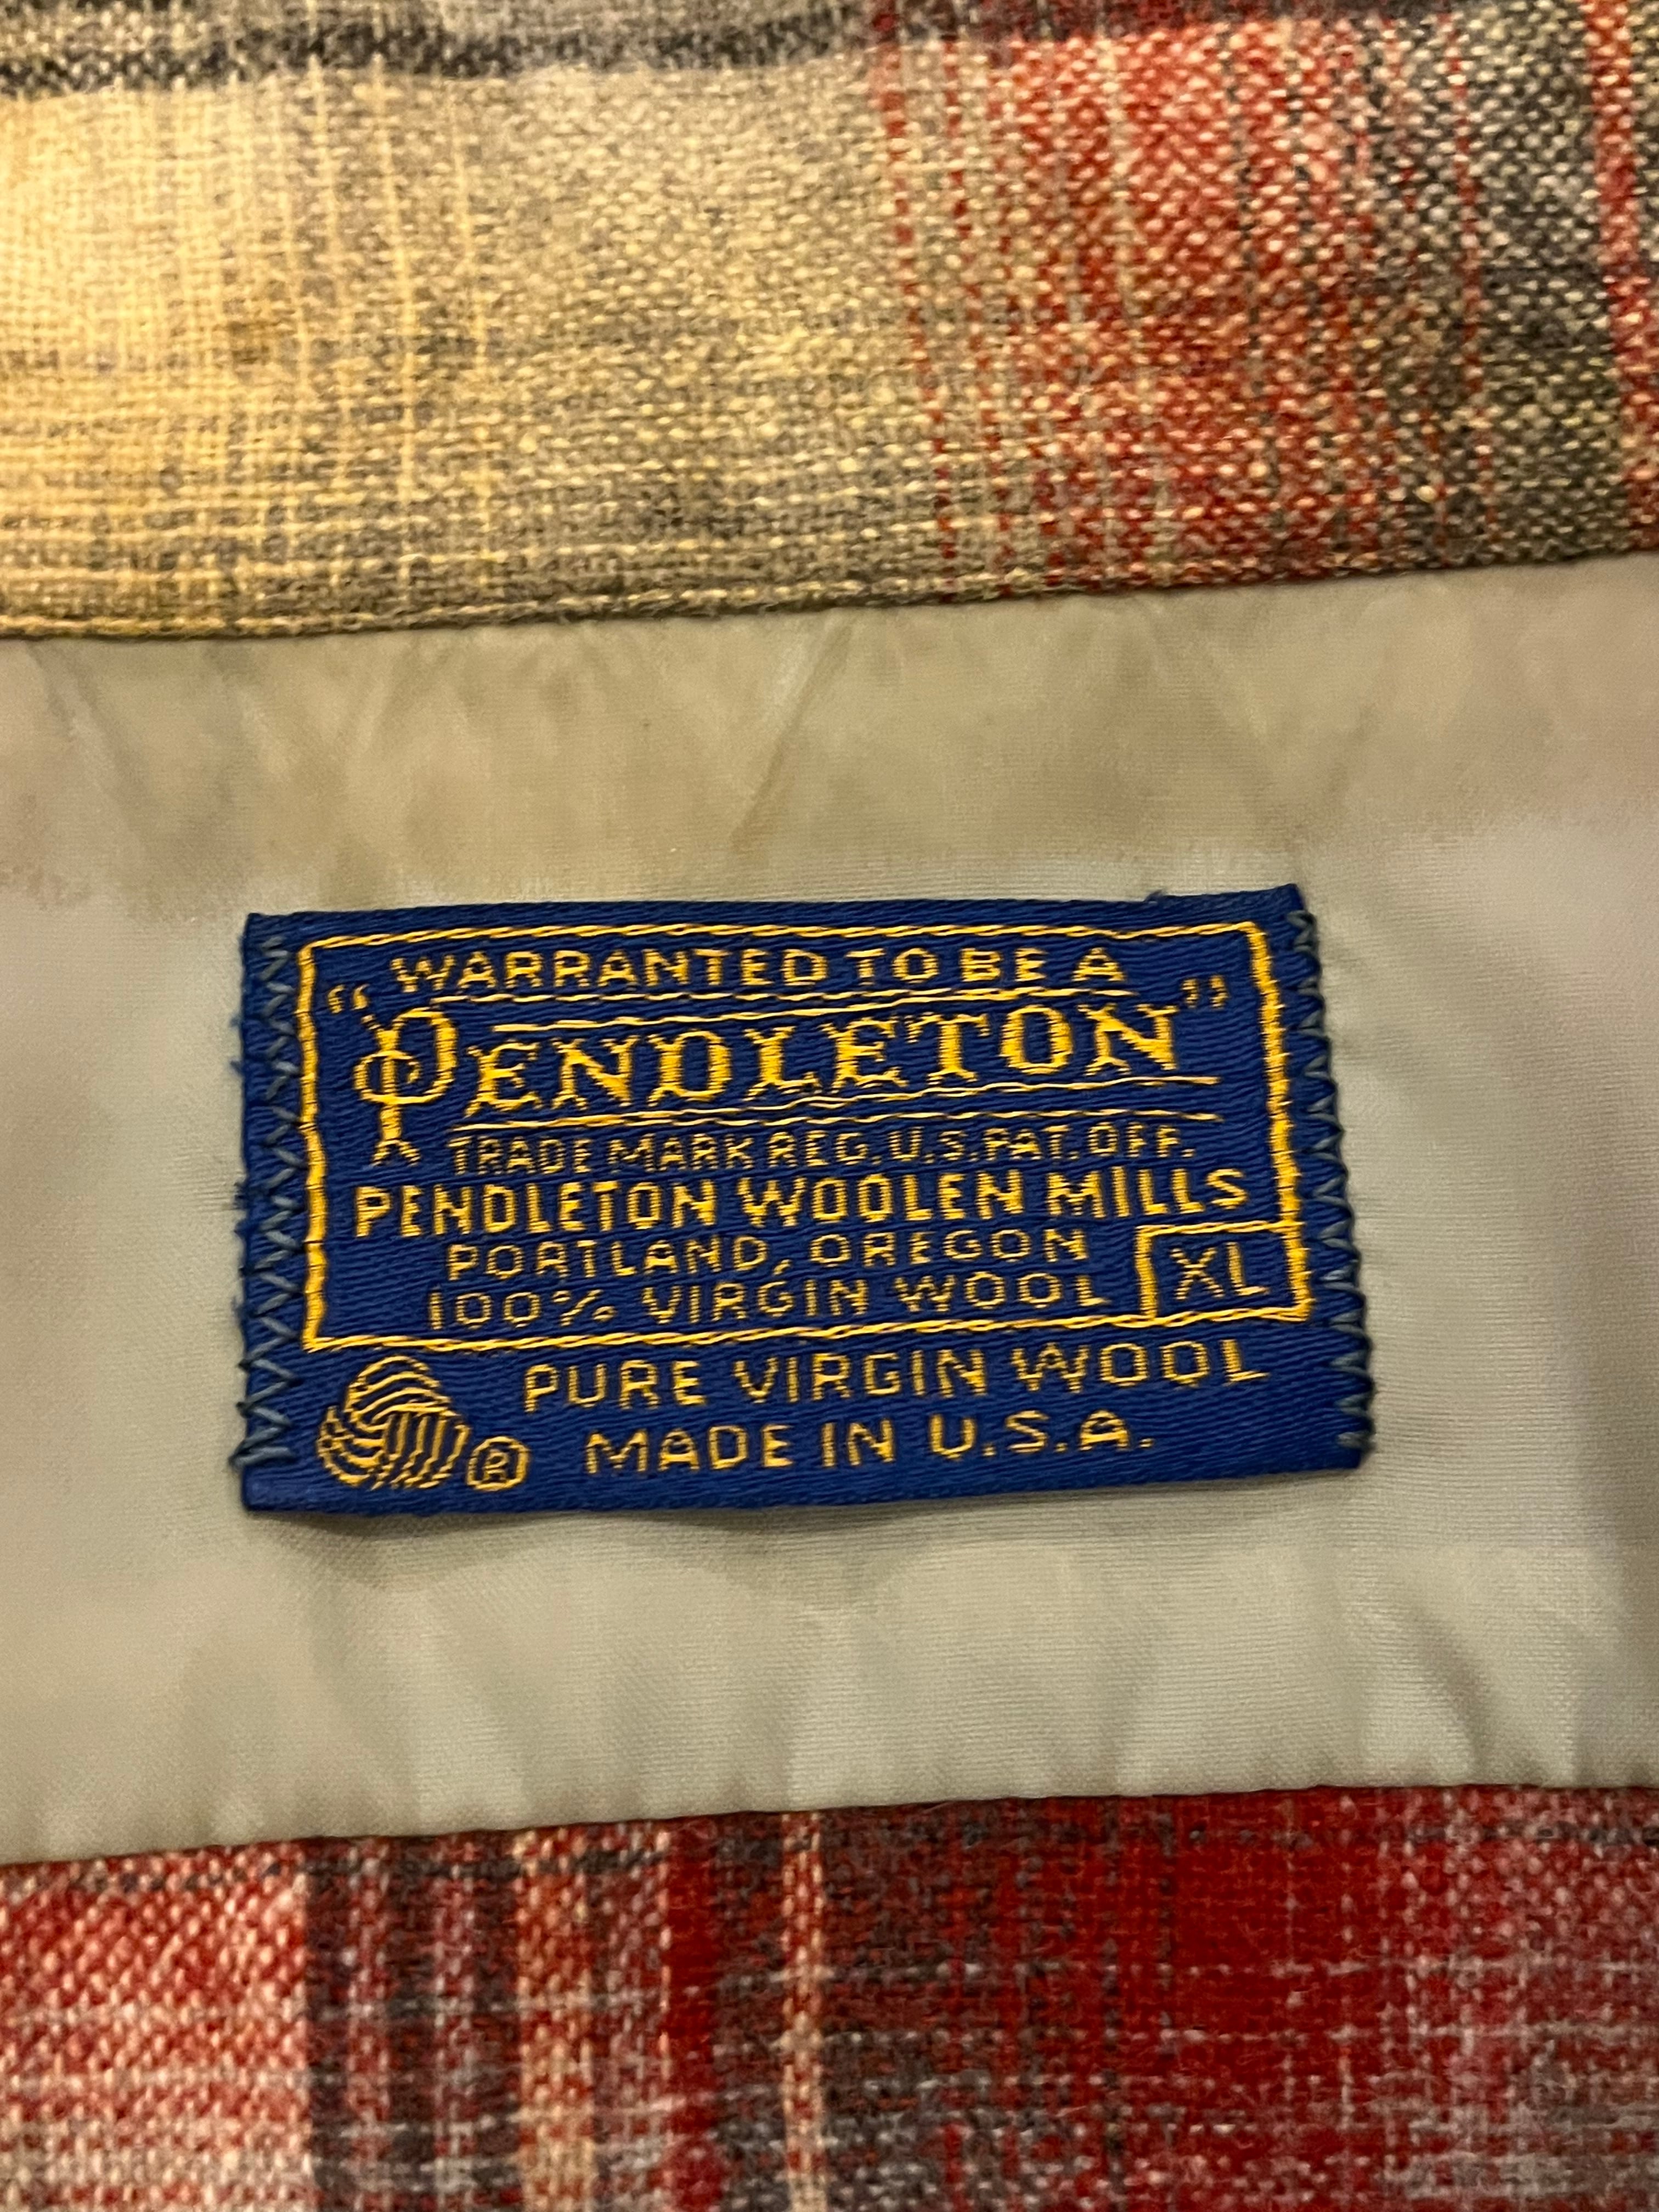 WARRANTED TO BE A
"PENDLETON"
TRADE MARK REG. U.S. PAT. OFF.
PENDLETON WOOLEN MILLS
PORTLAND, OREGON
100% VIRGIN WOOL XL
PURE VIRGIN WOOL
® MADE IN U.S.A.